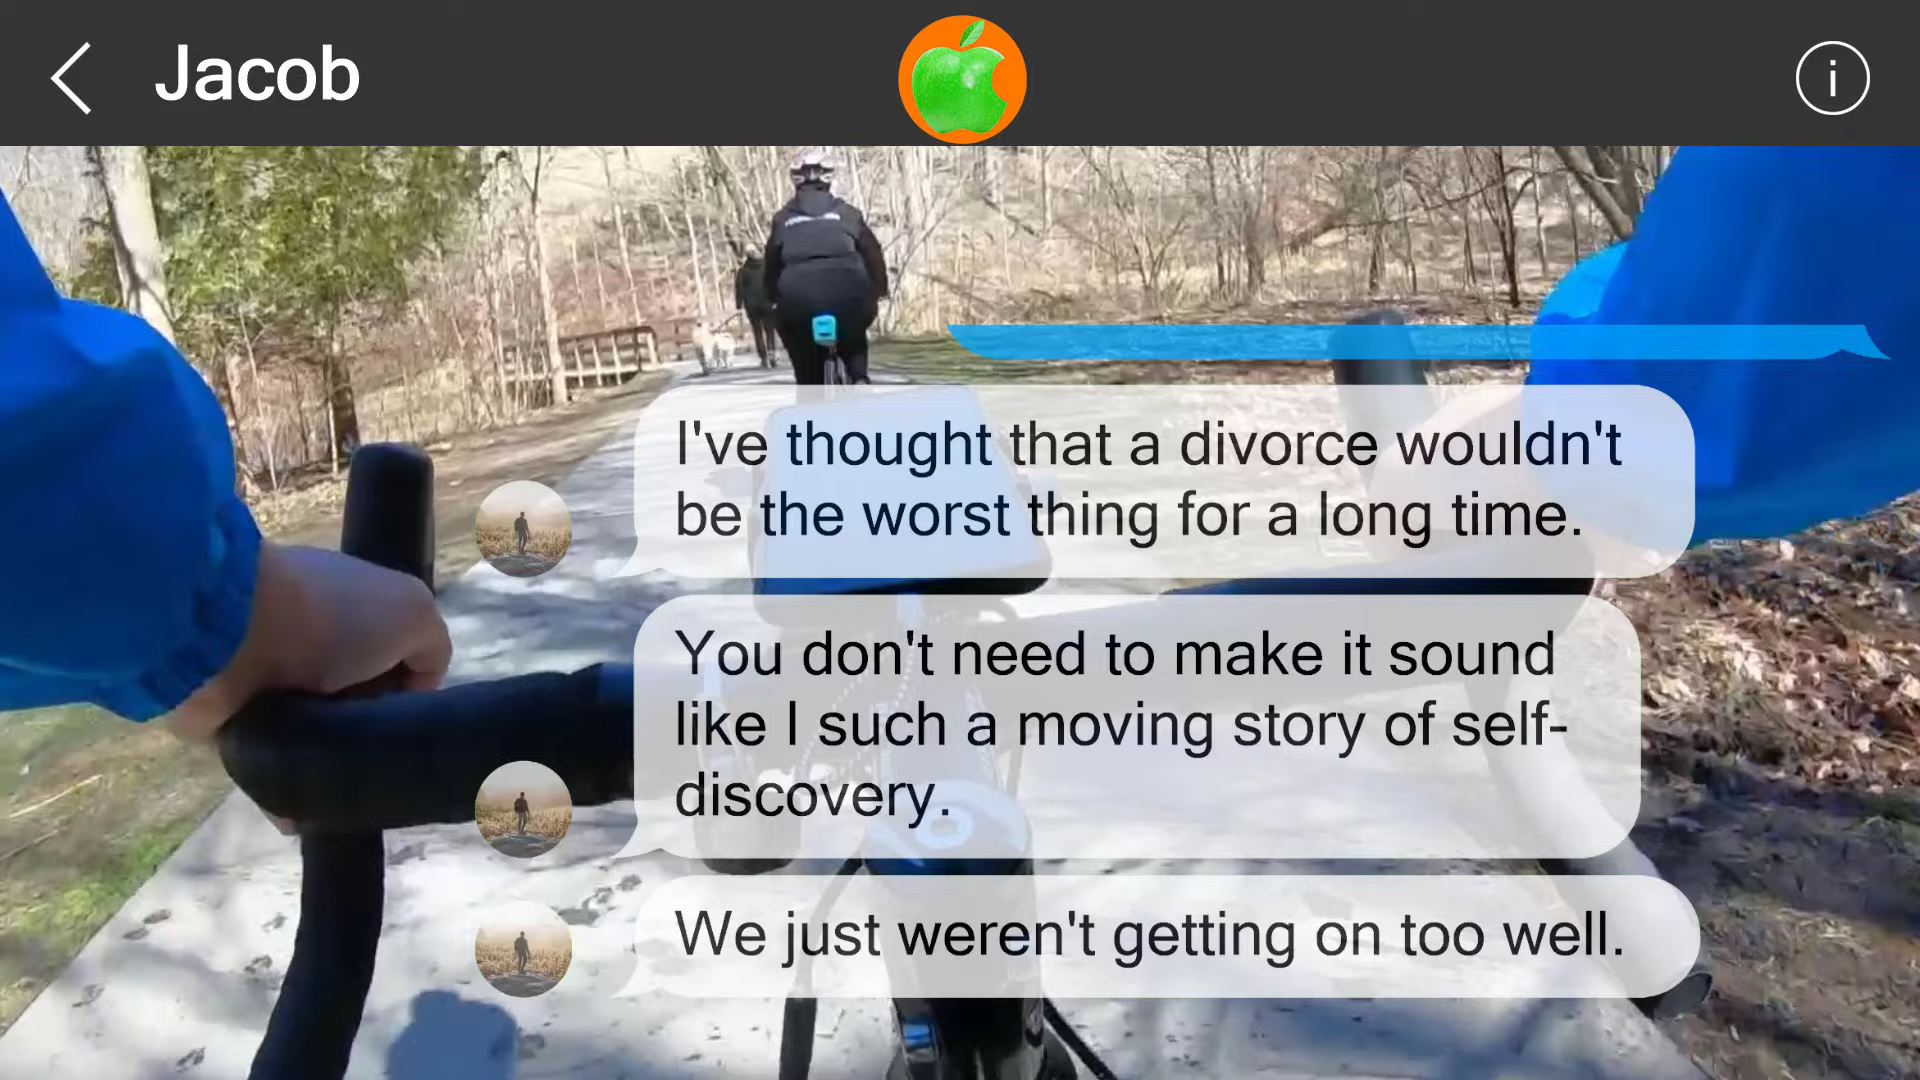 Jacob
I've thought that a divorce wouldn't
be the worst thing for a long time.
You don't need to make it sound
like I such a moving story of self-
discovery.
We just weren't getting on too well.